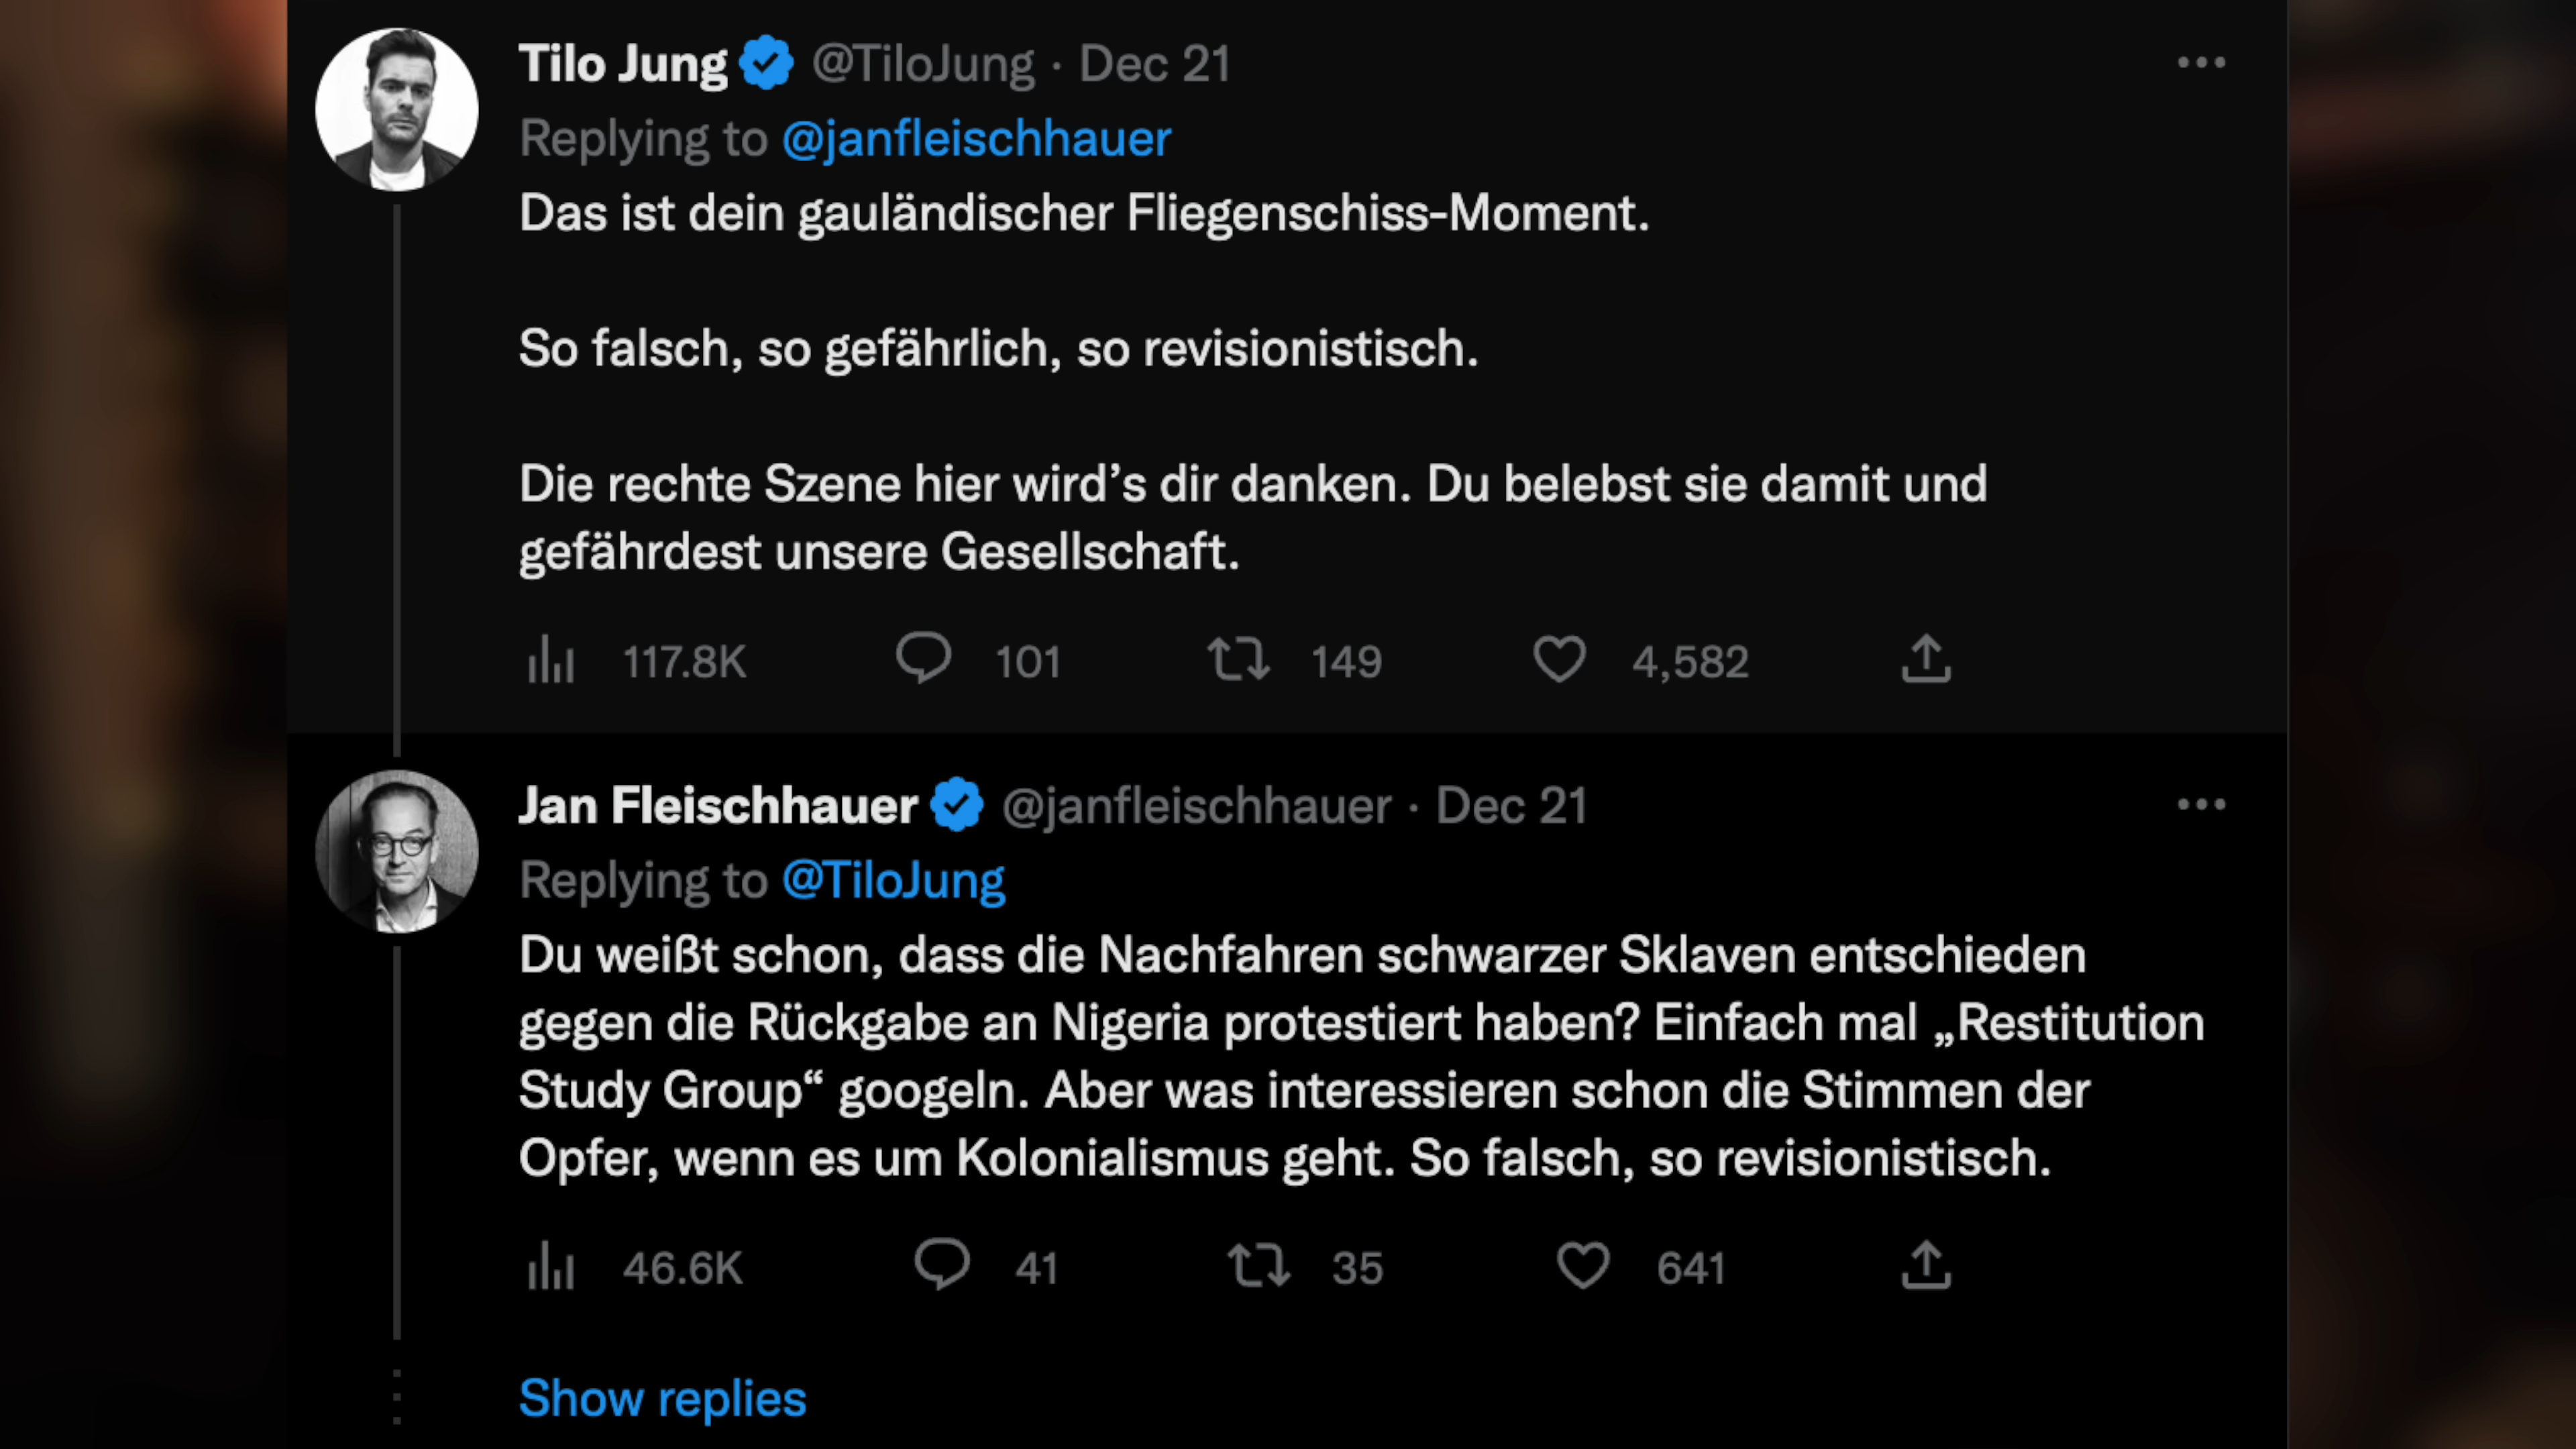 Tilo Jung @TiloJung · Dec 21
Replying to @janfleischhauer
Das ist dein gauländischer Fliegenschiss-Moment.
So falsch, so gefährlich, so revisionistisch.
Die rechte Szene hier wird’s dir danken. Du belebst sie damit und
gefährdest unsere Gesellschaft.
117.8K 101 149 4,582
Jan Fleischhauer @janfleischhauer · Dec 21
Replying to @TiloJung
Du weißt schon, dass die Nachfahren schwarzer Sklaven entschieden
gegen die Rückgabe an Nigeria protestiert haben? Einfach mal „Restitution
Study Group“ googeln. Aber was interessieren schon die Stimmen der
Opfer, wenn es um Kolonialismus geht. So falsch, so revisionistisch.
46.6K 41 35 641
Show replies